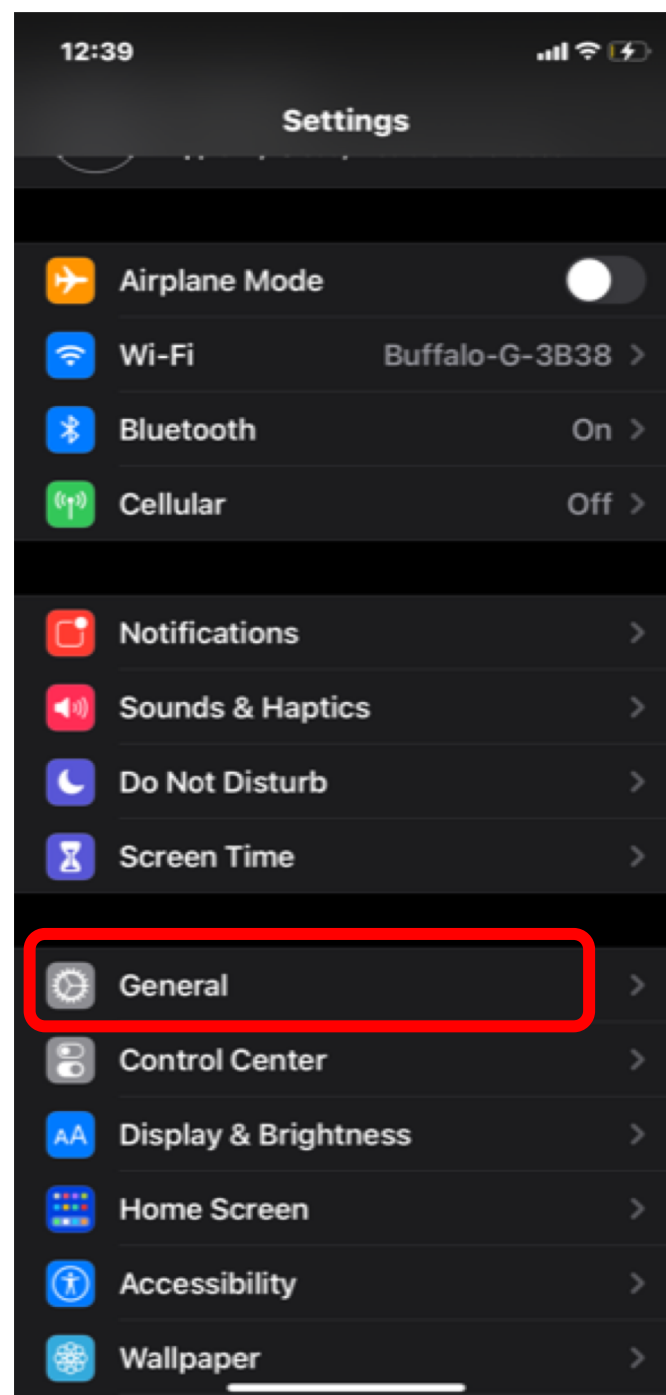 12:39
Settings
Airplane Mode
Wi-Fi Buffalo-G-3B38
Bluetooth On
Cellular Off
Notifications
Sounds & Haptics
Do Not Disturb
Screen Time
General
Control Center
AA Display & Brightness
Home Screen
Accessibility
Wallpaper